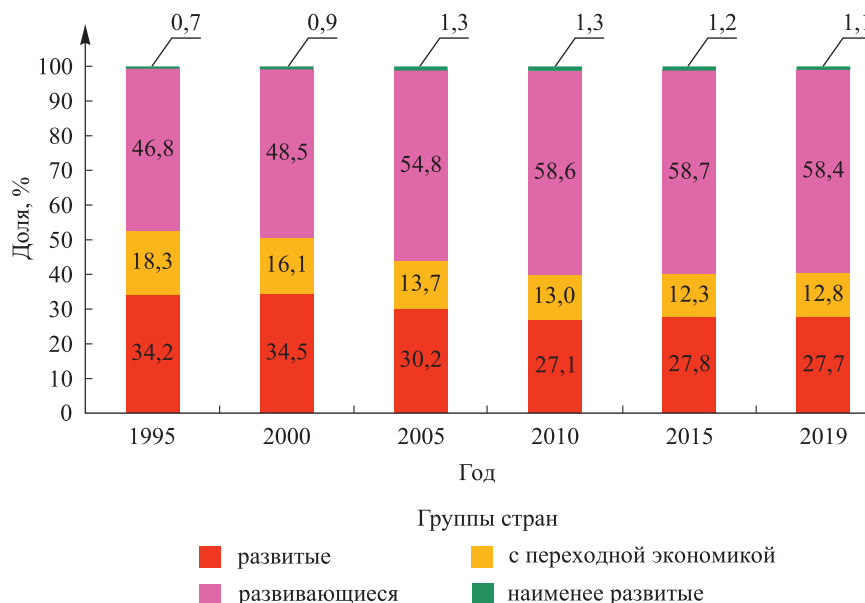 0,7 0,9 1,3 1,3 1,2 1,1
Доля, %
100
90
80
70
60
50
40
30
20
10
0
46,8 48,5 54,8 58,6 58,7 58,4
18,3 16,1 13,7 13,0 12,3 12,8
34,2 34,5 30,2 27,1 27,8 27,7
1995 2000 2005 2010 2015 2019
Год
Группы стран
развитые с переходной экономикой
развивающиеся наименее развитые